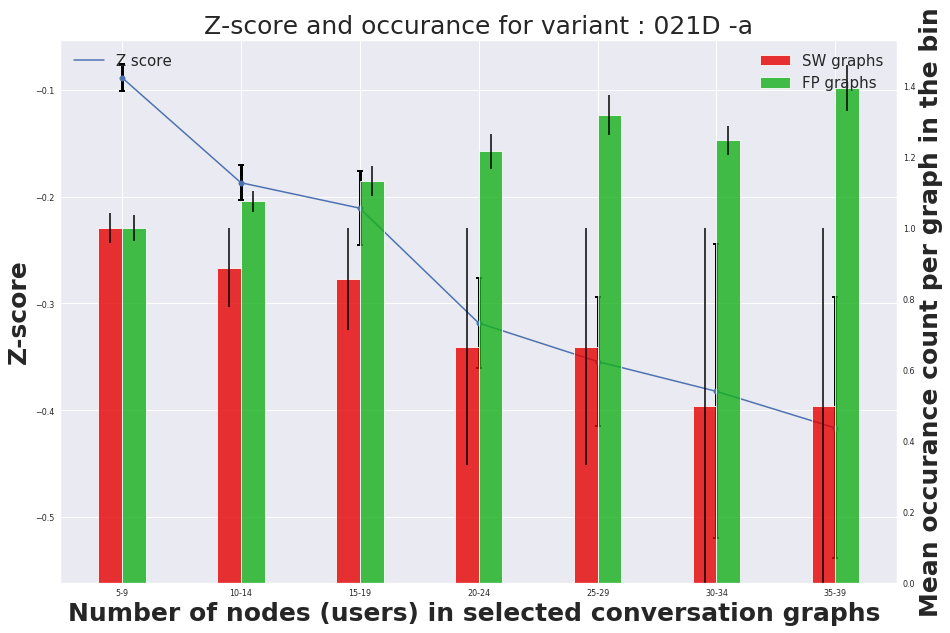 Z-score and occurance for variant : 021D -a
Z score
SW graphs
FP graphs
Z-score
−0.1
−0.2
−0.3
−0.4
−0.5
1.4
1.2
1.0
0.8
0.6
0.4
0.2
0.0
Mean occurance count per graph in the bin
5-9 10-14 15-19 20-24 25-29 30-34 35-39
Number of nodes (users) in selected conversation graphs